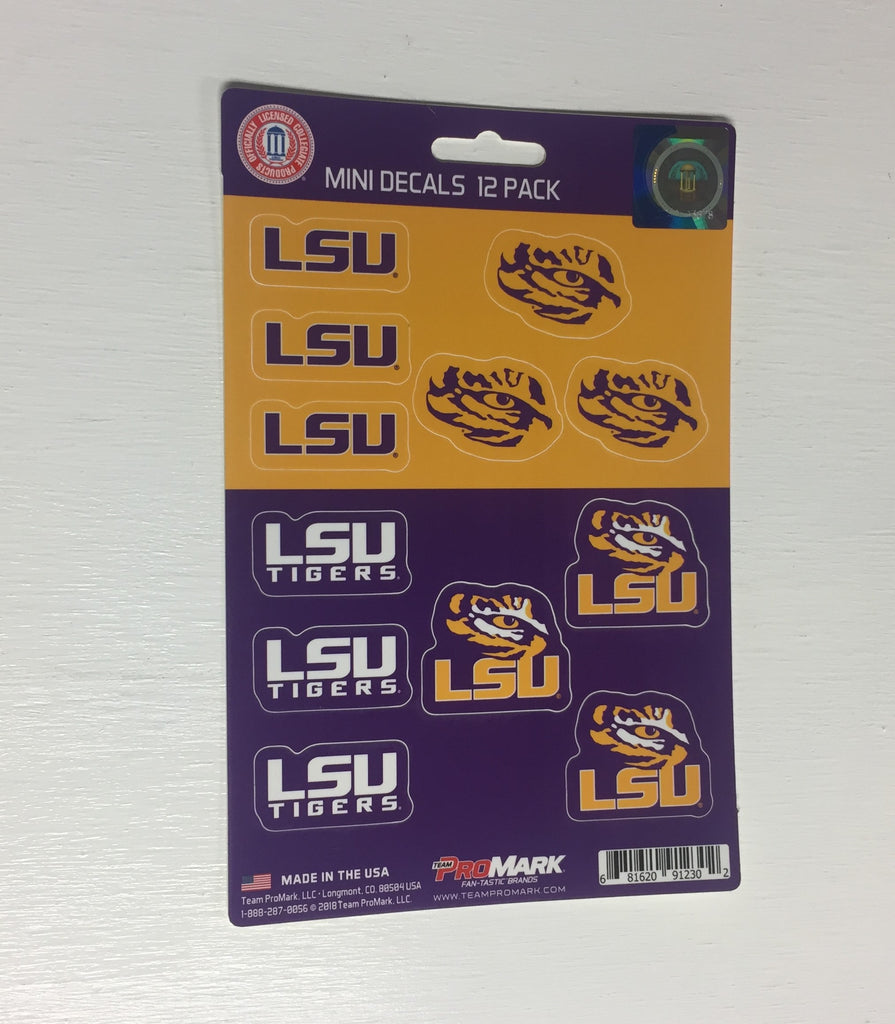 OFFICIALLY LICENSED COLLEGIATE PRODUCTS
MINI DECALS 12 PACK
LSU
LSU
LSU
LSU
TIGERS
LSU
TIGERS
LSU
TIGERS
LSU
LSU
LSU
MADE IN THE USA
Team ProMark, LLC • Longmont, CO. 80504 USA
1-888-287-0056 © 2018 Team ProMark, LLC.
TEAM PROMARK
FAN-TASTIC BRANDS
WWW.TEAMPROMARK.COM
6 81620 91230 2